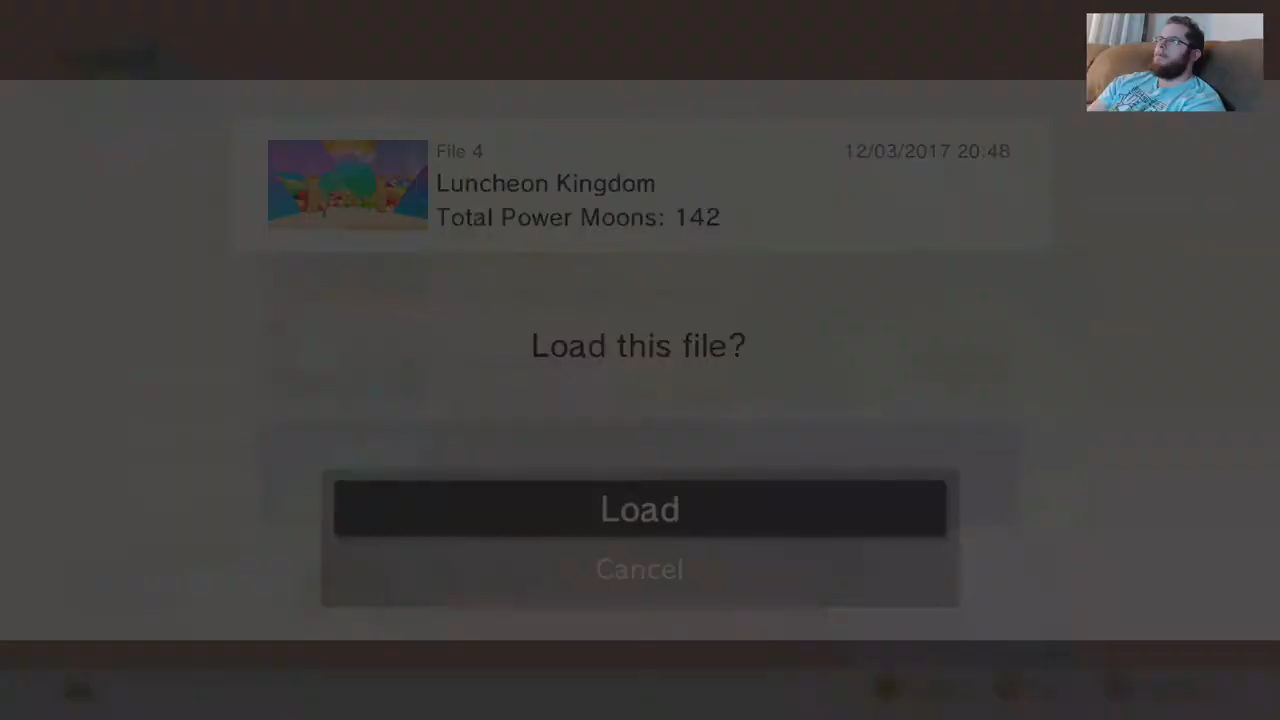 File 4
12/03/2017 20:48
Luncheon Kingdom
Total Power Moons: 142
Load this file?
Load
Cancel